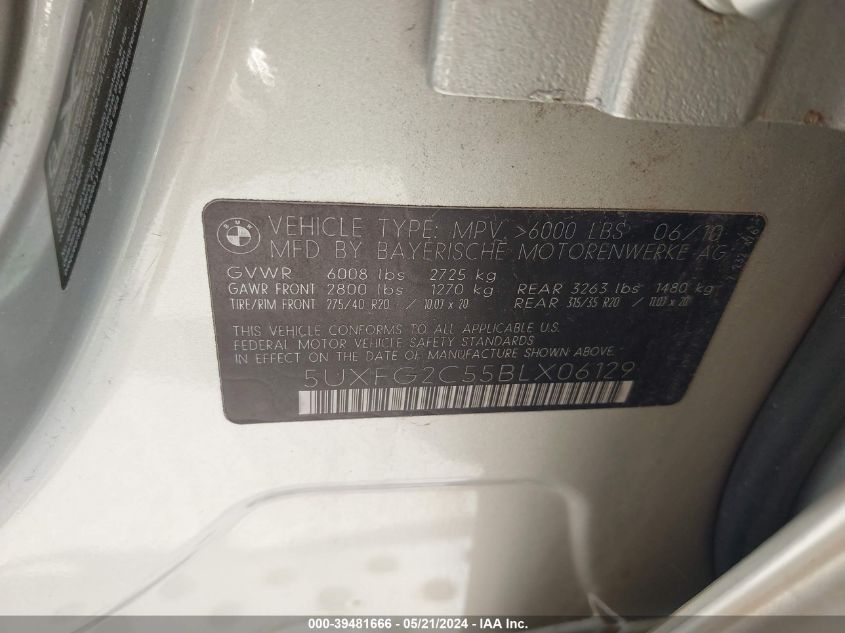 VEHICLE TYPE: MPV, >6000 LBS 06/10
MFD BY BAYERISCHE MOTORENWERKE AG
GVWR 6008 lbs 2725 kg
GAWR FRONT 2800 lbs 1270 kg REAR 3263 lbs 1480 kg
TIRE/RIM FRONT 275/40 R20 / 10.0J x 20 REAR 315/35 R20 / 11.0J x 20
THIS VEHICLE CONFORMS TO ALL APPLICABLE U.S.
FEDERAL MOTOR VEHICLE SAFETY STANDARDS
IN EFFECT ON THE DATE OF MANUFACTURE SHOWN ABOVE.
5UXFG2C55BLX06129
000-39481666 / 05/21/2024 / IAA Inc.